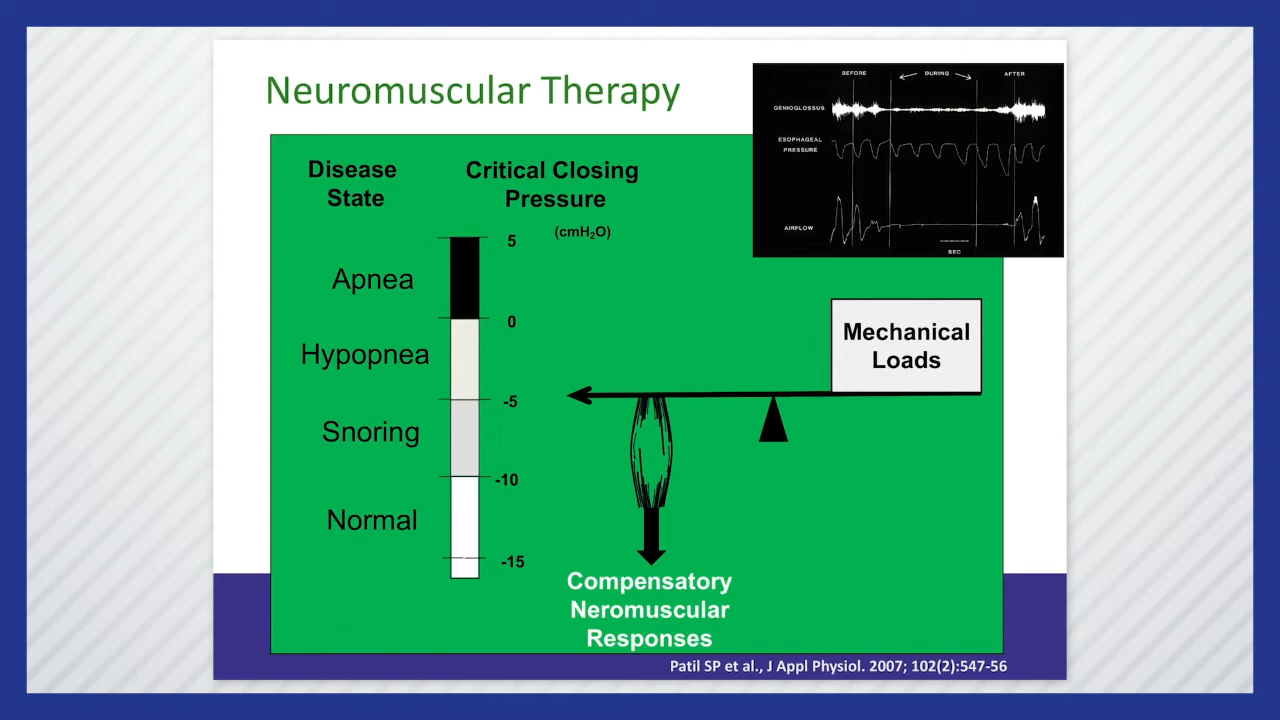 Neuromuscular Therapy
BEFORE
DURING
AFTER
GENIOGLOSSUS
ESOPHAGEAL
PRESSURE
AIRFLOW
SEC
Disease
State
Critical Closing
Pressure
(cmH₂O)
5
Apnea
0
Hypopnea
-5
Snoring
-10
Normal
-15
Mechanical
Loads
Compensatory
Neromuscular
Responses
Patil SP et al., J Appl Physiol. 2007; 102(2):547-56